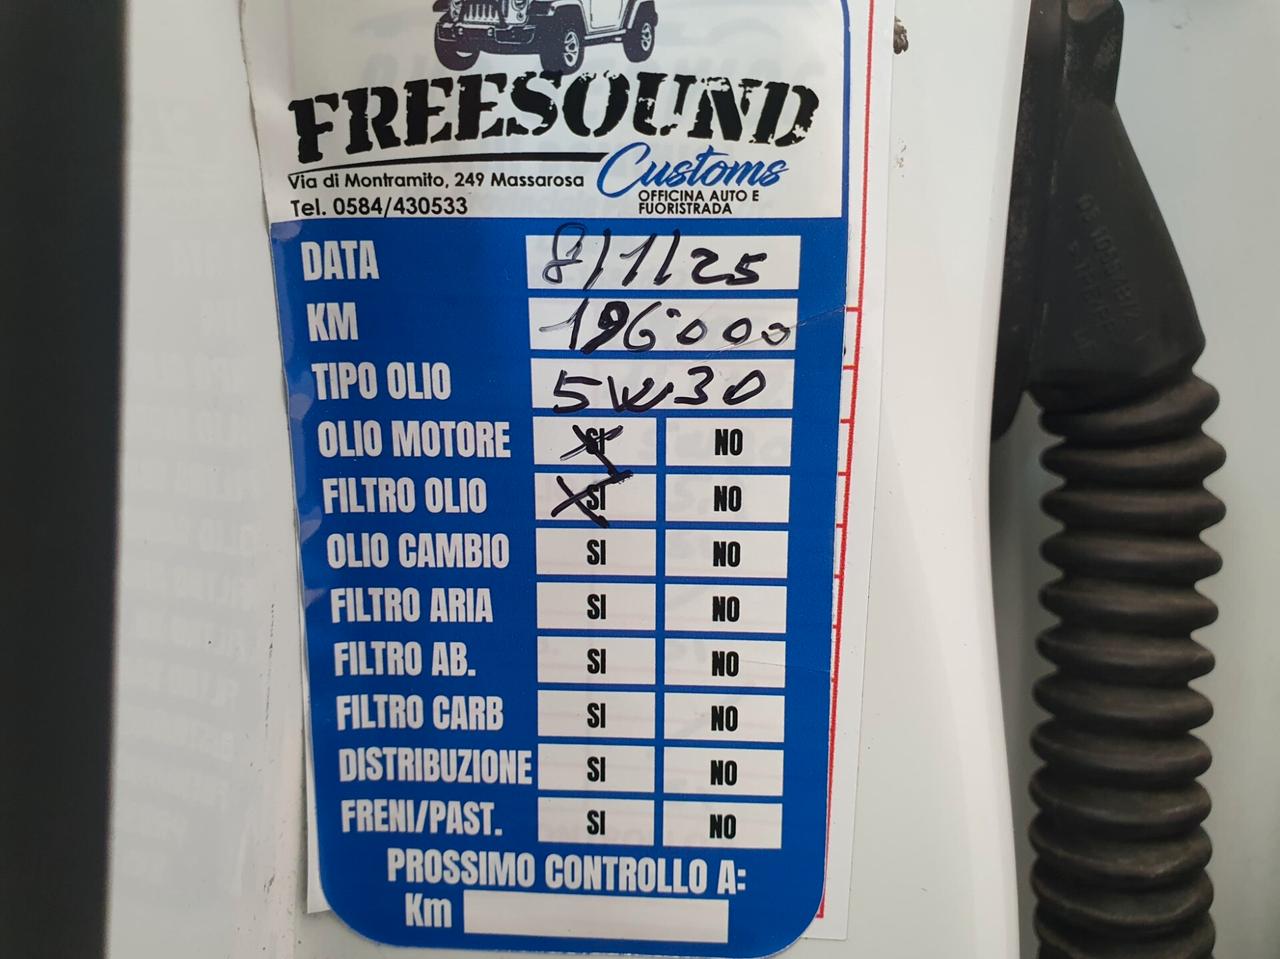 FREESOUND
Customs
Via di Montramito, 249 Massarosa
Tel. 0584/430533
OFFICINA AUTO E
FUORISTRADA
DATA 8/1/25
KM 196000
TIPO OLIO 5W30
OLIO MOTORE SI NO
FILTRO OLIO SI NO
OLIO CAMBIO SI NO
FILTRO ARIA SI NO
FILTRO AB. SI NO
FILTRO CARB SI NO
DISTRIBUZIONE SI NO
FRENI/PAST. SI NO
PROSSIMO CONTROLLO A:
Km